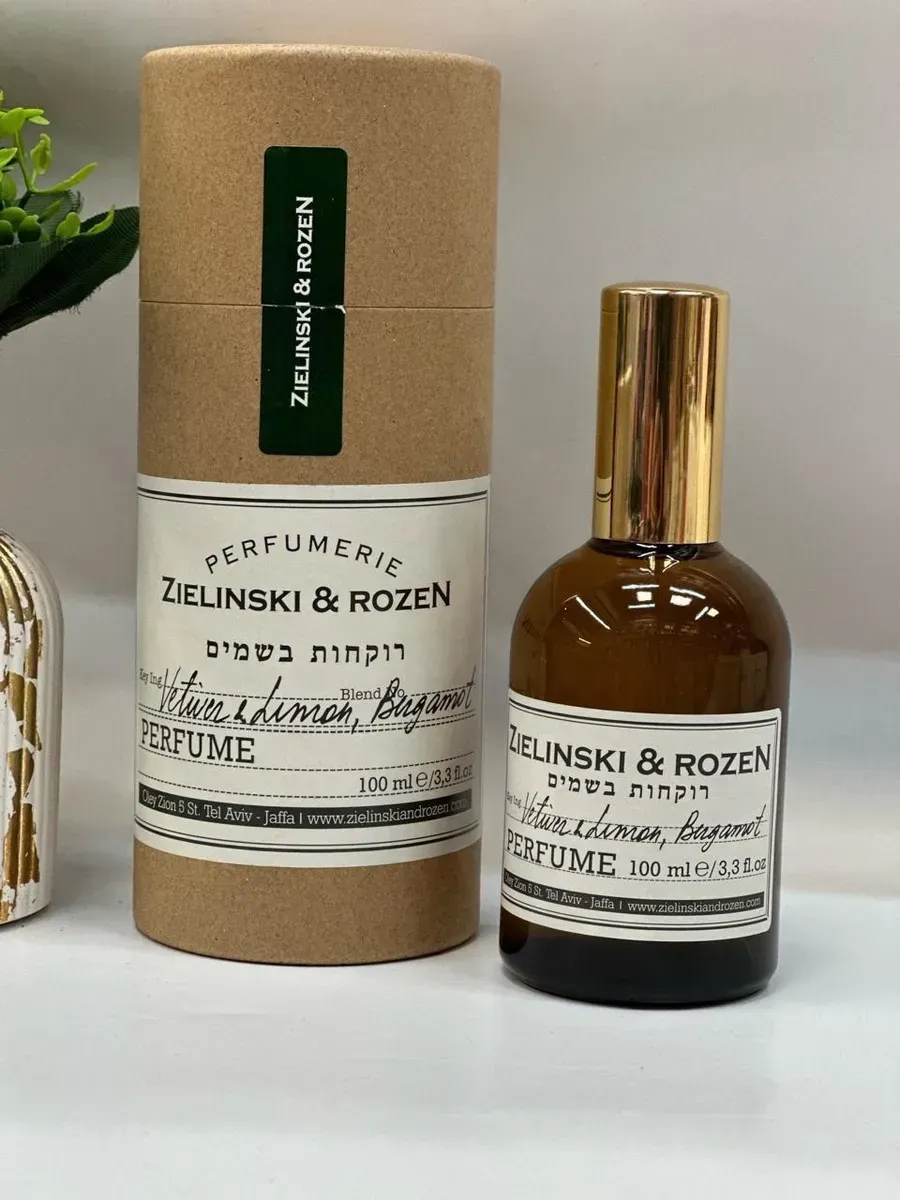 ZIELINSKI & ROZEN
PERFUMERIE
ZIELINSKI & ROZEN
רוקחות בשמים
Key Ing. Blend No.
Vetiver & Limon, Bergamot
PERFUME
100 ml ℮/3,3 fl.oz
Oley Zion 5 St. Tel Aviv - Jaffa | www.zielinskiandrozen.com
ZIELINSKI & ROZEN
רוקחות בשמים
Key Ing. Vetiver & Limon, Bergamot
PERFUME 100 ml ℮/3,3 fl.oz
Oley Zion 5 St. Tel Aviv - Jaffa | www.zielinskiandrozen.com